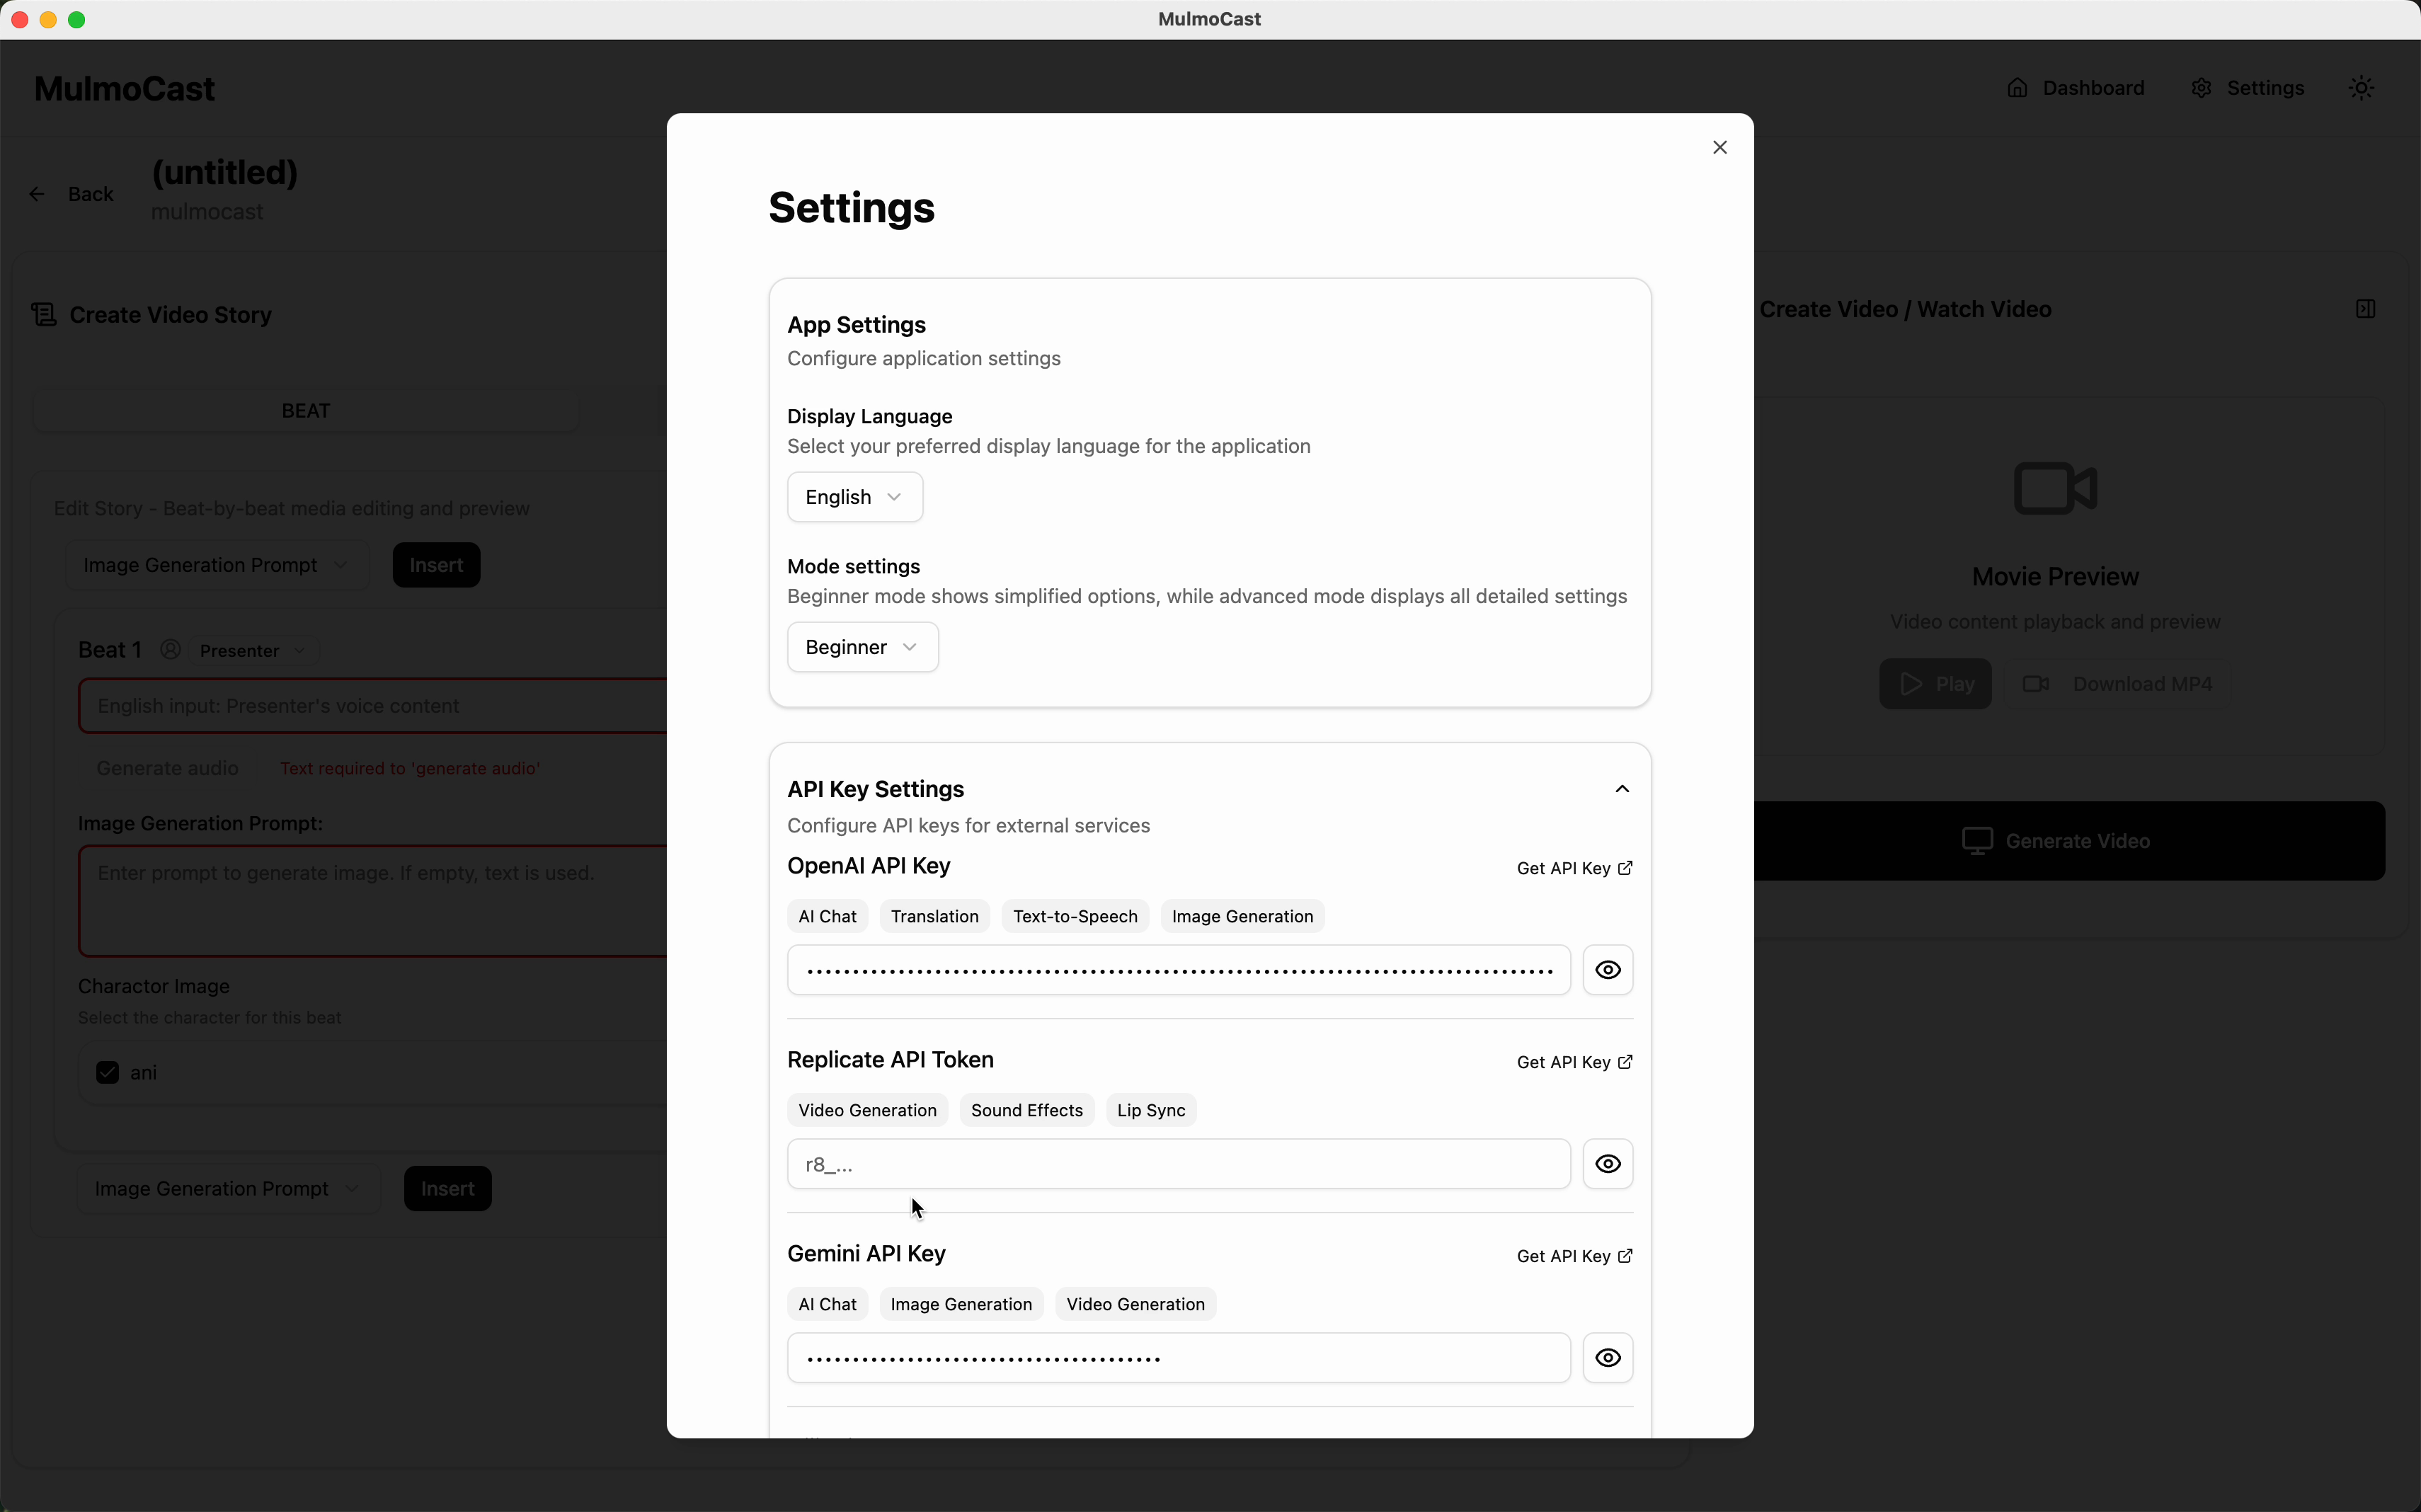 MulmoCast
MulmoCast
Dashboard
Settings
Back
(untitled)
mulmocast
Create Video Story
BEAT
Edit Story - Beat-by-beat media editing and preview
Image Generation Prompt
Insert
Beat 1
Presenter
English input: Presenter's voice content
Generate audio
Text required to 'generate audio'
Image Generation Prompt:
Enter prompt to generate image. If empty, text is used.
Charactor Image
Select the character for this beat
ani
Image Generation Prompt
Insert
Settings
App Settings
Configure application settings
Display Language
Select your preferred display language for the application
English
Mode settings
Beginner mode shows simplified options, while advanced mode displays all detailed settings
Beginner
API Key Settings
Configure API keys for external services
OpenAI API Key
Get API Key
AI Chat
Translation
Text-to-Speech
Image Generation
Replicate API Token
Get API Key
Video Generation
Sound Effects
Lip Sync
r8_...
Gemini API Key
Get API Key
AI Chat
Image Generation
Video Generation
Create Video / Watch Video
Movie Preview
Video content playback and preview
Play
Download MP4
Generate Video